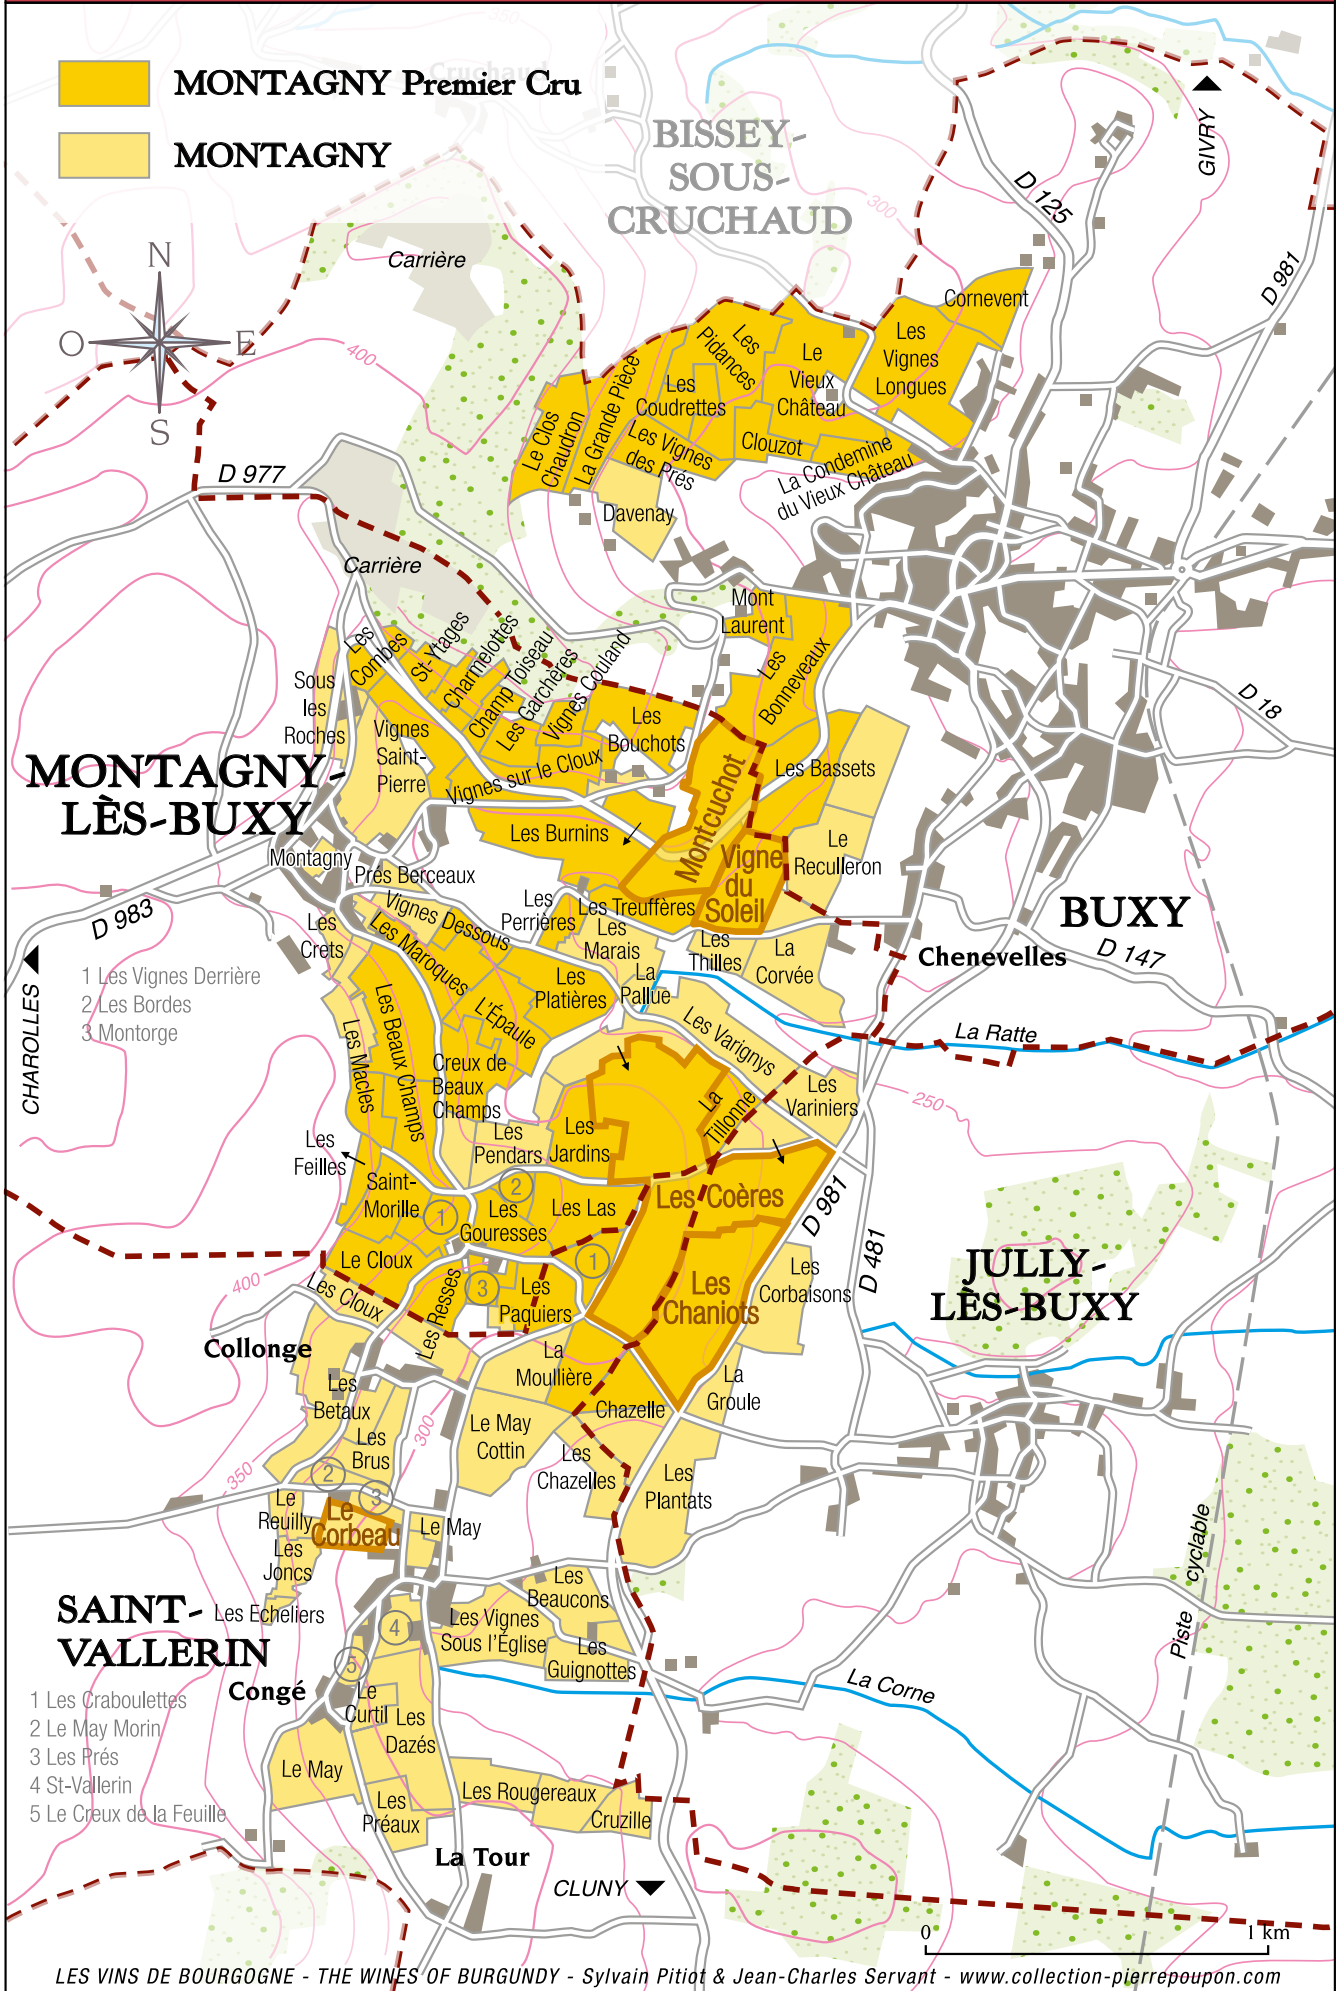 MONTAGNY Premier Cru
MONTAGNY
350
Cruchaud
BISSEY-
SOUS-
CRUCHAUD
300
GIVRY
D 125
D 981
N
O
E
S
Carrière
400
D 977
Carrière
Cornevent
Les
Vignes
Longues
Les
Pidances
Le
Vieux
Château
Les
Coudrettes
La Grande Pièce
Le Clos
Chaudron
Les Vignes
des Prés
Clouzot
La Condemine
du Vieux Château
Davenay
Mont
Laurent
Les
Bonneveaux
Les
Combes
St-Ytages
Charmelottes
Champ Toiseau
Les Garchères
Vignes Couland
Sous
les
Roches
Vignes
Saint-
Pierre
Les
Bouchots
Vignes sur le Cloux
Montcuchot
Les Bassets
D 18
MONTAGNY-
LÈS-BUXY
Les Burnins
Vigne
du
Soleil
Le
Reculleron
Montagny
Prés Berceaux
Vignes Dessous
Les
Perrières
Les Treuffères
Les
Marais
Les
Thilles
La
Corvée
BUXY
Chenevelles
D 147
D 983
CHAROLLES
1 Les Vignes Derrière
2 Les Bordes
3 Montorge
Les
Crets
Les Maroques
Les
Platières
La
Pallue
L'Épaule
Les Beaux Champs
Les Macles
Creux de
Beaux
Champs
Les Varignys
La Ratte
Les
Variniers
250
La
Tillonne
Les
Pendars
Les
Jardins
Les
Feilles
Saint-
Morille
1
2
Les
Gouresses
Les Las
Les Coères
D 981
D 481
Le Cloux
1
3
Les
Paquiers
Les Resses
Les Cloux
400
Les
Chaniots
Les
Corbaisons
JULLY-
LÈS-BUXY
Collonge
La
Moullière
Chazelle
La
Groule
Les
Betaux
Les
Brus
300
350
Le May
Cottin
Les
Chazelles
Les
Plantats
2
3
Le
Reuilly
Le
Corbeau
Le May
Les
Joncs
Les Echeliers
Piste cyclable
SAINT-
VALLERIN
Les
Beaucons
Les Vignes
Sous l'Église
Les
Guignottes
4
5
Congé
1 Les Craboulettes
2 Le May Morin
3 Les Prés
4 St-Vallerin
5 Le Creux de la Feuille
Le
Curtil
Les
Dazés
La Corne
Le May
Les
Préaux
Les Rougereaux
Cruzille
La Tour
CLUNY
0
1 km
LES VINS DE BOURGOGNE - THE WINES OF BURGUNDY - Sylvain Pitiot & Jean-Charles Servant - www.collection-pierrepoupon.com